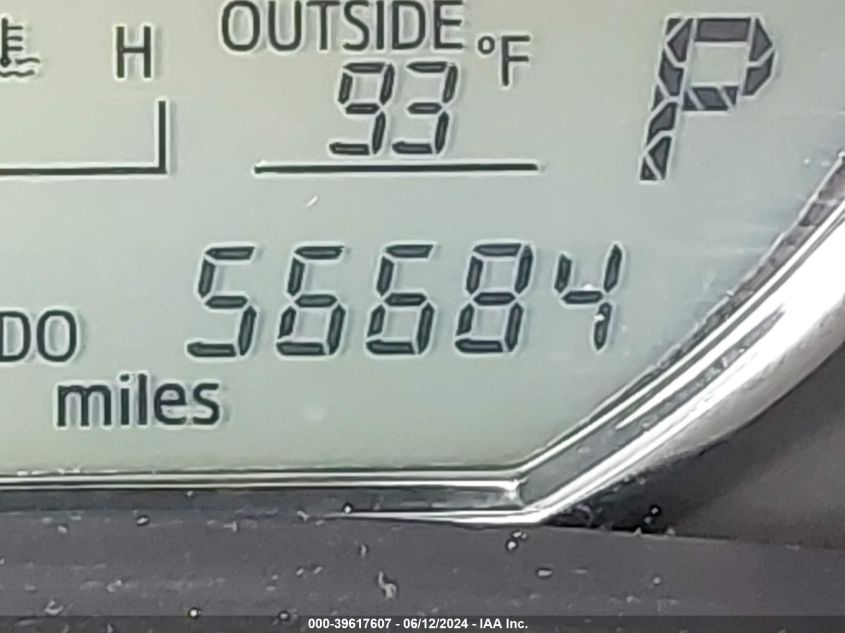 OUTSIDE
H 93 °F P
56684
DO
miles
000-39617607 - 06/12/2024 - IAA Inc.